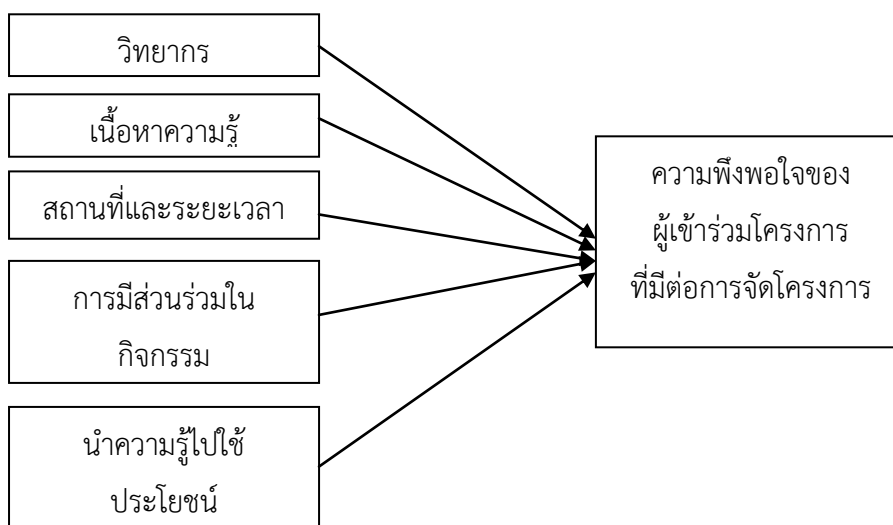 วิทยากร
เนื้อหาความรู้
สถานที่และระยะเวลา
การมีส่วนร่วมใน
กิจกรรม
นำความรู้ไปใช้
ประโยชน์
ความพึงพอใจของ
ผู้เข้าร่วมโครงการ
ที่มีต่อการจัดโครงการ